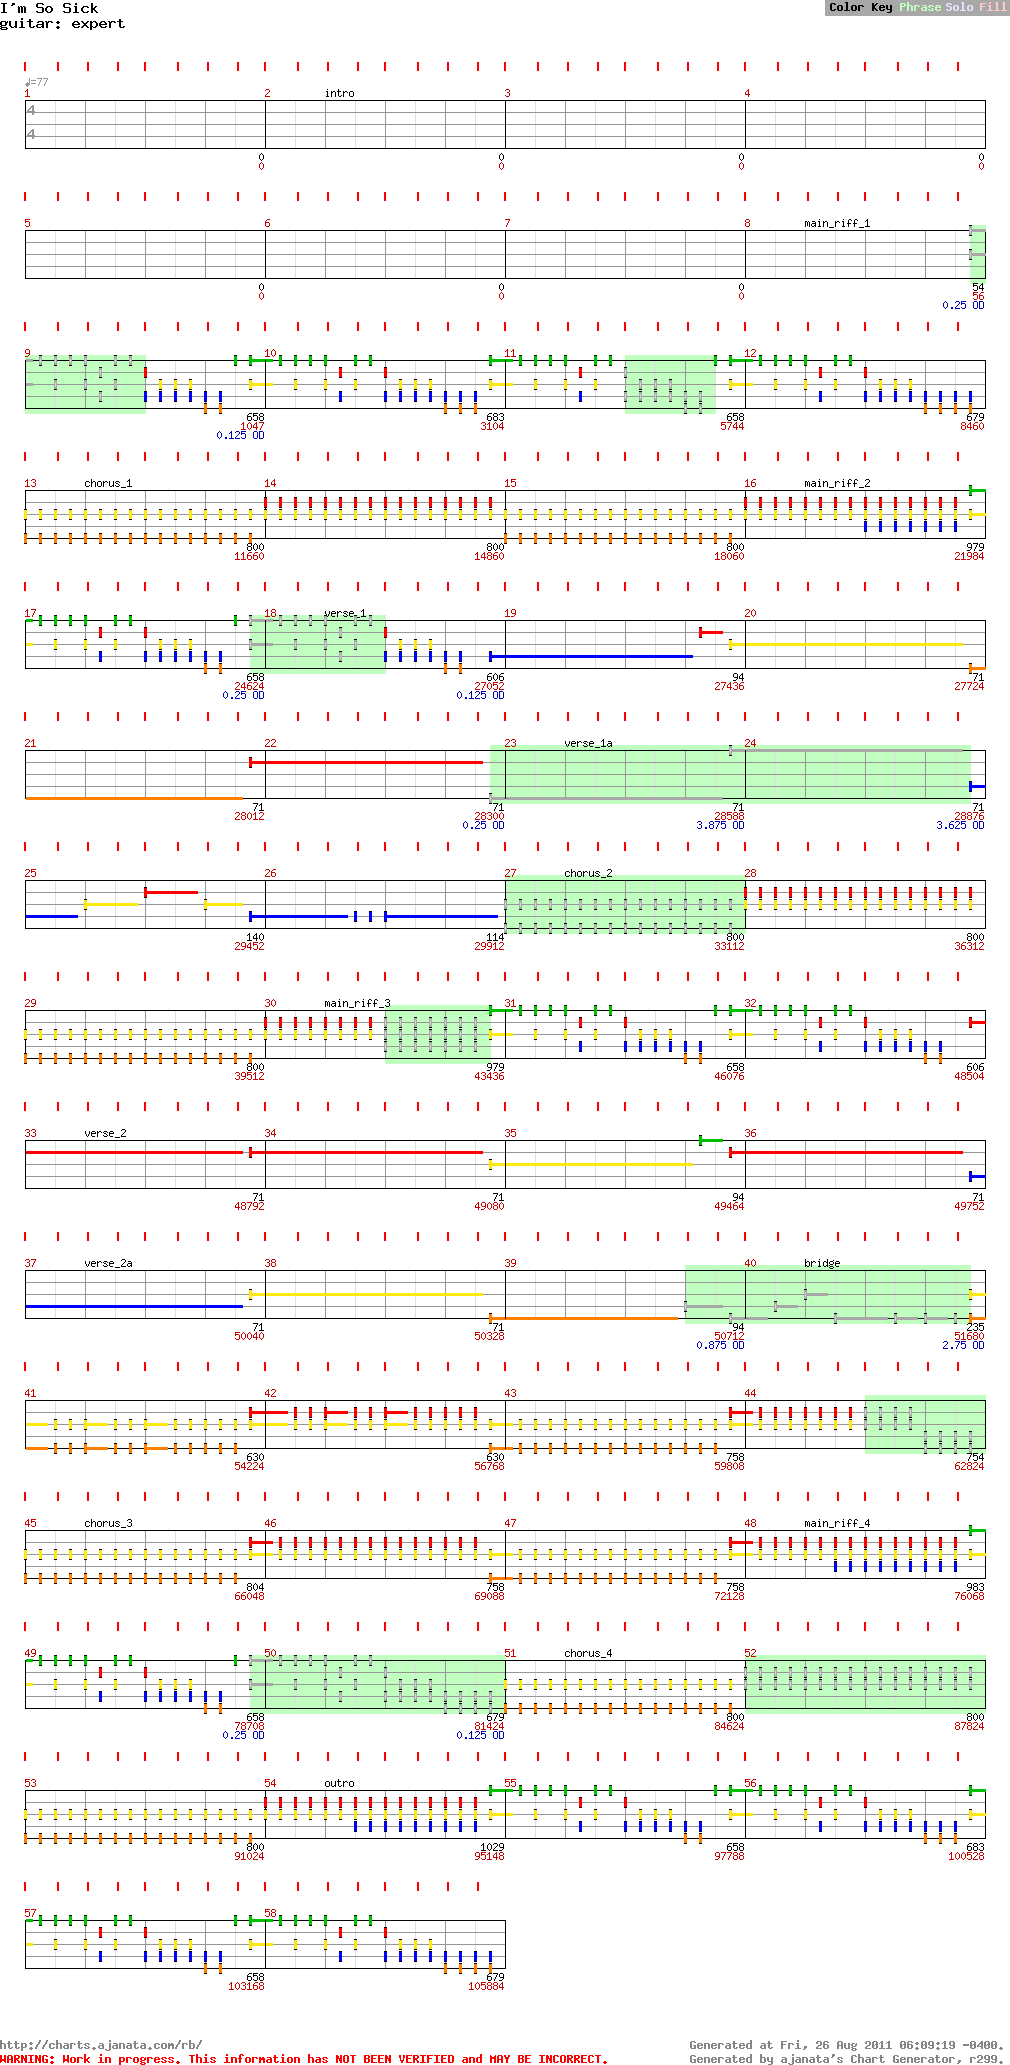 I'm So Sick
guitar: expert
Color Key Phrase Solo Fill
♩=77
1 2 intro 3 4
4
4
0 0 0 0
0 0 0 0
5 6 7 8 main_riff_1
0 0 0 54
0 0 0 56
0.25 OD
9 10 11 12
658 683 658 679
1047 3104 5744 8460
0.125 OD
13 chorus_1 14 15 16 main_riff_2
800 800 800 979
11660 14860 18060 21984
17 18 verse_1 19 20
658 606 94 71
24624 27052 27436 27724
0.25 OD 0.125 OD
21 22 23 verse_1a 24
71 71 71 71
28012 28300 28588 28876
0.25 OD 3.875 OD 3.625 OD
25 26 27 chorus_2 28
140 114 800 800
29452 29912 33112 36312
29 30 main_riff_3 31 32
800 979 658 606
39512 43436 46076 48504
33 verse_2 34 35 36
71 71 94 71
48792 49080 49464 49752
37 verse_2a 38 39 40 bridge
71 71 94 235
50040 50328 50712 51680
0.875 OD 2.75 OD
41 42 43 44
630 630 758 754
54224 56768 59808 62824
45 chorus_3 46 47 48 main_riff_4
804 758 758 983
66048 69088 72128 76068
49 50 51 chorus_4 52
658 679 800 800
78708 81424 84624 87824
0.25 OD 0.125 OD
53 54 outro 55 56
800 1029 658 683
91024 95148 97788 100528
57 58
658 679
103168 105884
http://charts.ajanata.com/rb/
Generated at Fri, 26 Aug 2011 06:09:19 -0400.
WARNING: Work in progress. This information has NOT BEEN VERIFIED and MAY BE INCORRECT.
Generated by ajanata's Chart Generator, r299.